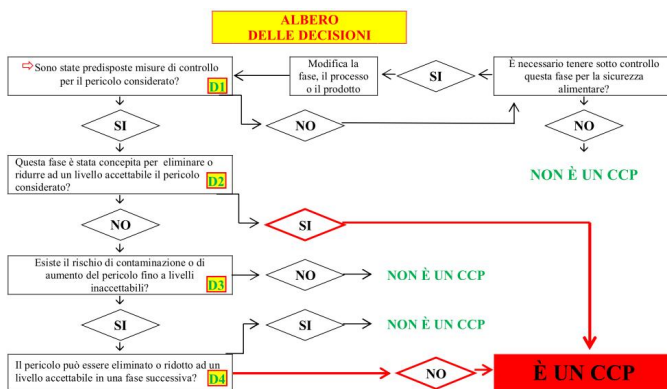 ALBERO
DELLE DECISIONI
⇨Sono state predisposte misure di controllo
per il pericolo considerato?
D1
Modifica la
fase, il processo
o il prodotto
SI
È necessario tenere sotto controllo
questa fase per la sicurezza
alimentare?
SI
NO
NO
NON È UN CCP
Questa fase è stata concepita per eliminare o
ridurre ad un livello accettabile il pericolo
considerato?
D2
NO
SI
Esiste il rischio di contaminazione o di
aumento del pericolo fino a livelli
inaccettabili?
D3
NO
NON È UN CCP
SI
SI
NON È UN CCP
Il pericolo può essere eliminato o ridotto ad un
livello accettabile in una fase successiva?
D4
NO
È UN CCP